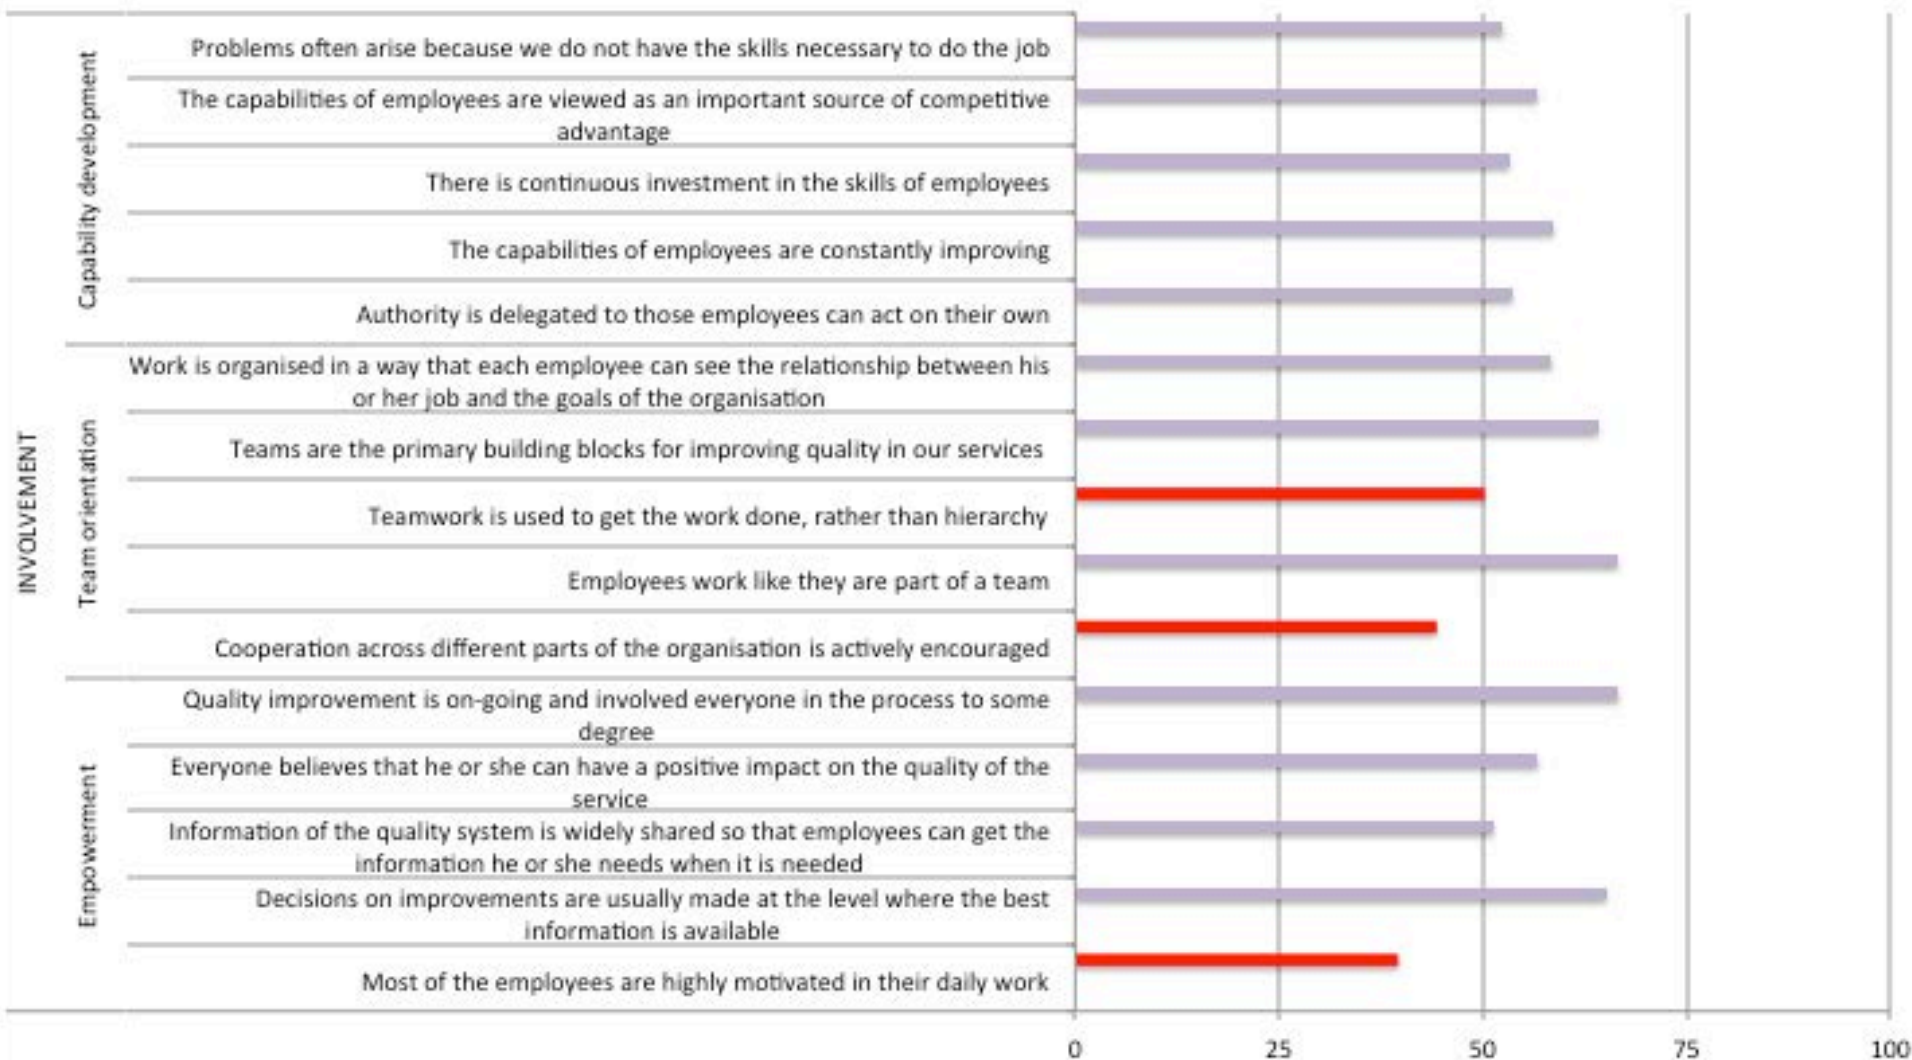 INVOLVEMENT
Capability development
Problems often arise because we do not have the skills necessary to do the job
The capabilities of employees are viewed as an important source of competitive
advantage
There is continuous investment in the skills of employees
The capabilities of employees are constantly improving
Authority is delegated to those employees can act on their own
Team orientation
Work is organised in a way that each employee can see the relationship between his
or her job and the goals of the organisation
Teams are the primary building blocks for improving quality in our services
Teamwork is used to get the work done, rather than hierarchy
Employees work like they are part of a team
Cooperation across different parts of the organisation is actively encouraged
Empowerment
Quality improvement is on-going and involved everyone in the process to some
degree
Everyone believes that he or she can have a positive impact on the quality of the
service
Information of the quality system is widely shared so that employees can get the
information he or she needs when it is needed
Decisions on improvements are usually made at the level where the best
information is available
Most of the employees are highly motivated in their daily work
0 25 50 75 100